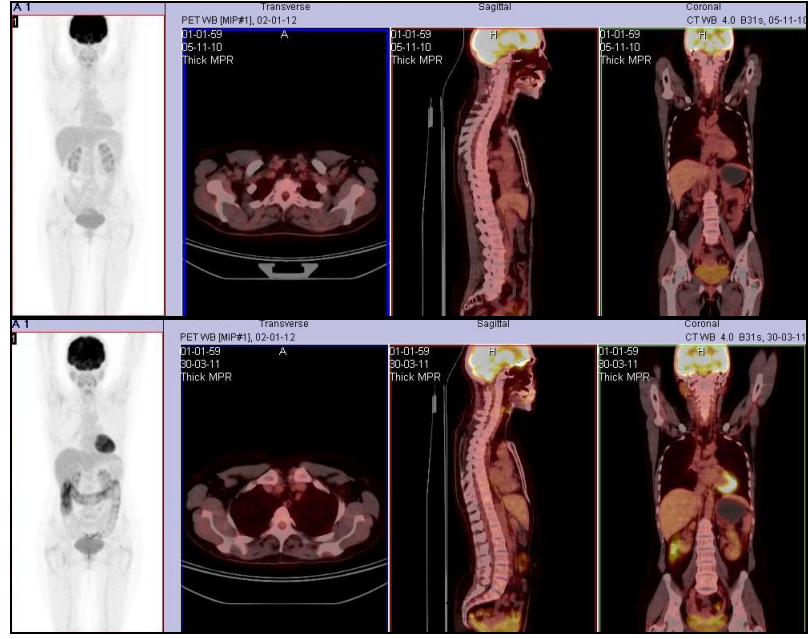 A 1
Transverse
Sagittal
Coronal
PET WB [MIP#1], 02-01-12
CT WB 4.0 B31s, 05-11-10
1
01-01-59
05-11-10
Thick MPR
A
01-01-59
05-11-10
Thick MPR
H
01-01-59
05-11-10
Thick MPR
H
A 1
Transverse
Sagittal
Coronal
PET WB [MIP#1], 02-01-12
CT WB 4.0 B31s, 30-03-11
1
01-01-59
30-03-11
Thick MPR
A
01-01-59
30-03-11
Thick MPR
H
01-01-59
30-03-11
Thick MPR
H